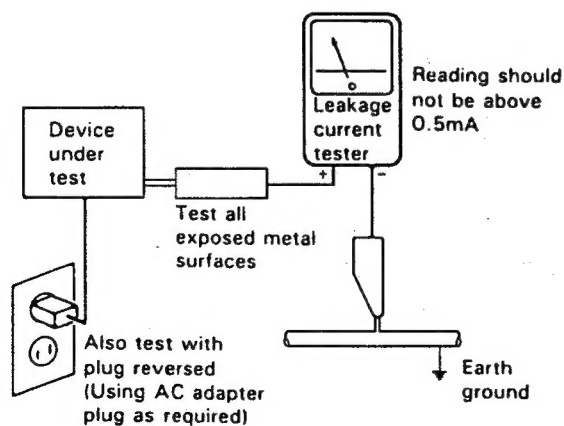 Device
under
test
Leakage
current
tester
+ −
Reading should
not be above
0.5mA
Test all
exposed metal
surfaces
Also test with
plug reversed
(Using AC adapter
plug as required)
Earth
ground